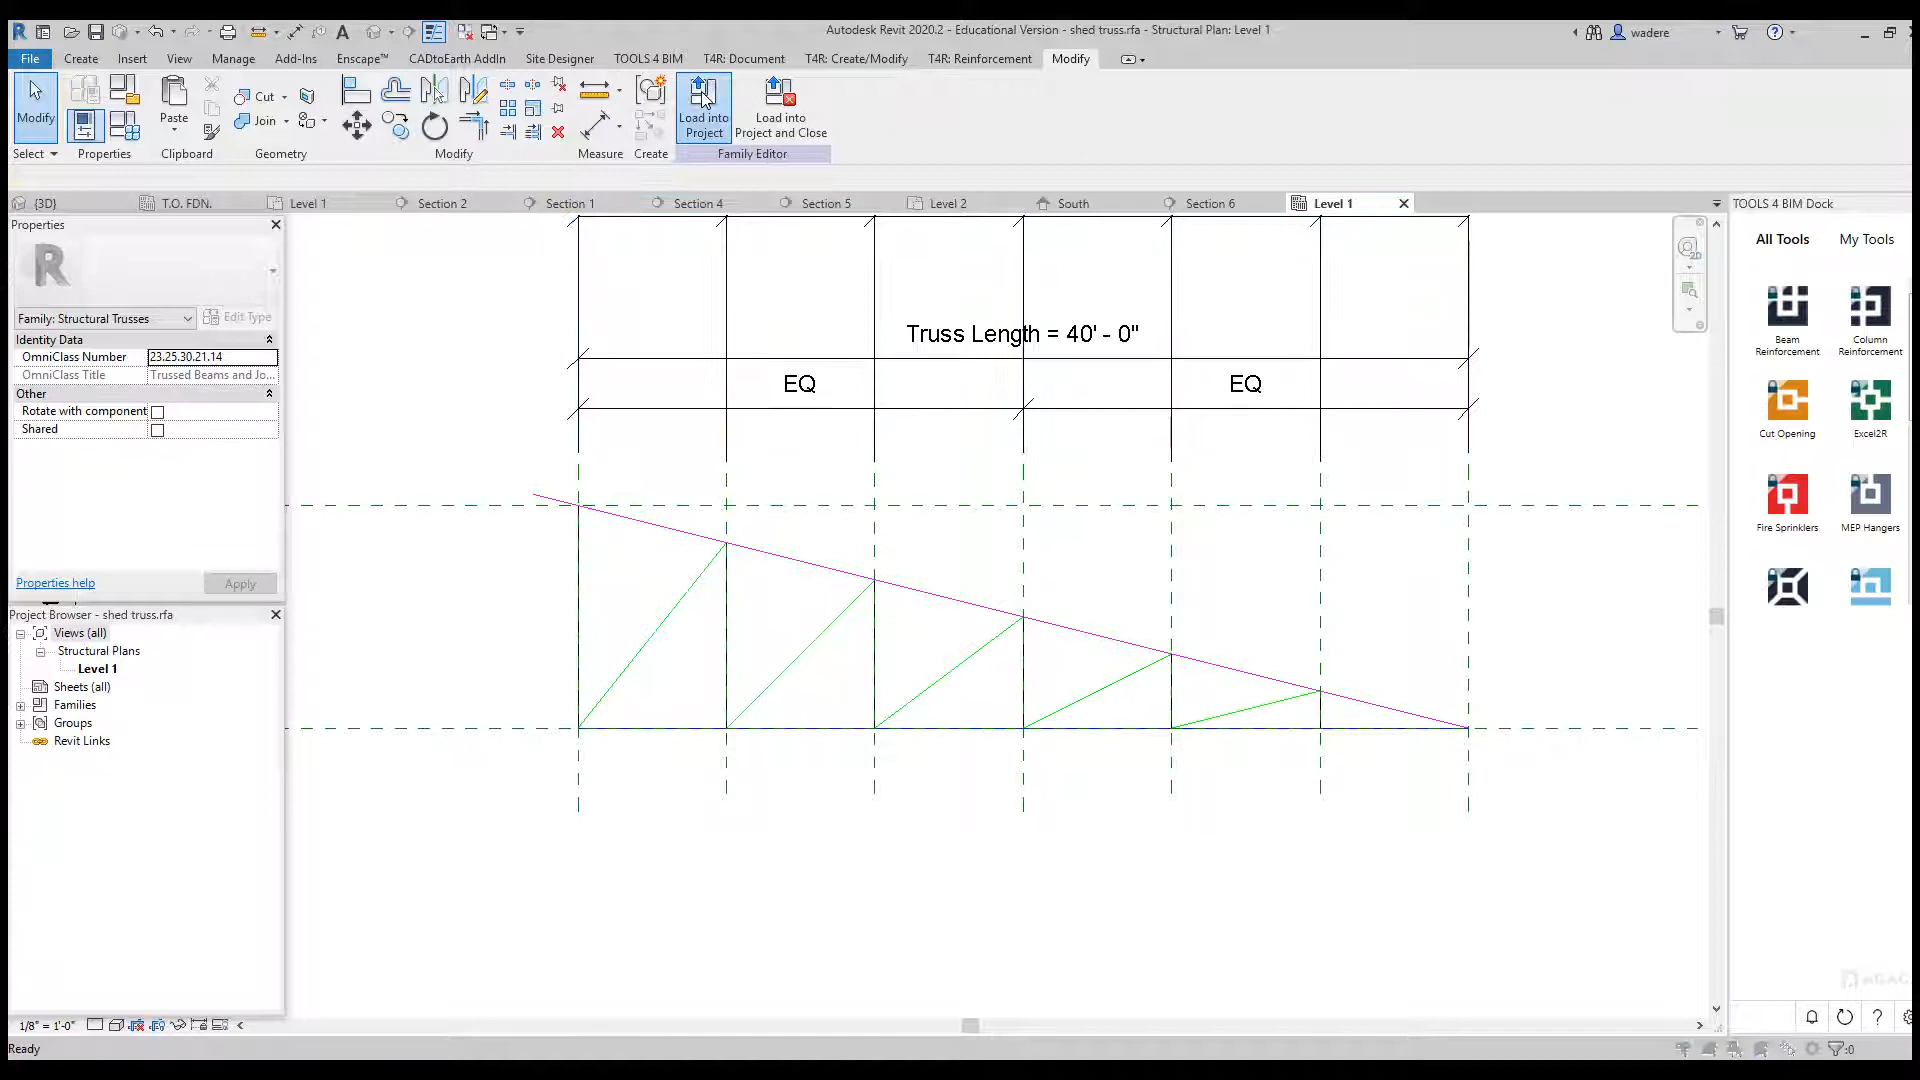 Autodesk Revit 2020.2 - Educational Version - shed truss.rfa - Structural Plan: Level 1
wadere
File Create Insert View Manage Add-Ins Enscape™ CADtoEarth AddIn Site Designer TOOLS 4 BIM T4R: Document T4R: Create/Modify T4R: Reinforcement Modify
Modify
Paste
Cut
Join
Load into
Project
Load into
Project and Close
Select Properties Clipboard Geometry Modify Measure Create Family Editor
{3D} T.O. FDN. Level 1 Section 2 Section 1 Section 4 Section 5 Level 2 South Section 6 Level 1
Properties
Family: Structural Trusses
Edit Type
Identity Data
OmniClass Number 23.25.30.21.14
OmniClass Title Trussed Beams and Jo...
Other
Rotate with component
Shared
Properties help
Apply
Project Browser - shed truss.rfa
Views (all)
Structural Plans
Level 1
Sheets (all)
Families
Groups
Revit Links
Truss Length = 40' - 0"
EQ EQ
TOOLS 4 BIM Dock
All Tools My Tools
Beam
Reinforcement
Column
Reinforcement
Cut Opening
Excel2R
Fire Sprinklers
MEP Hangers
1/8" = 1'-0"
Ready
:0